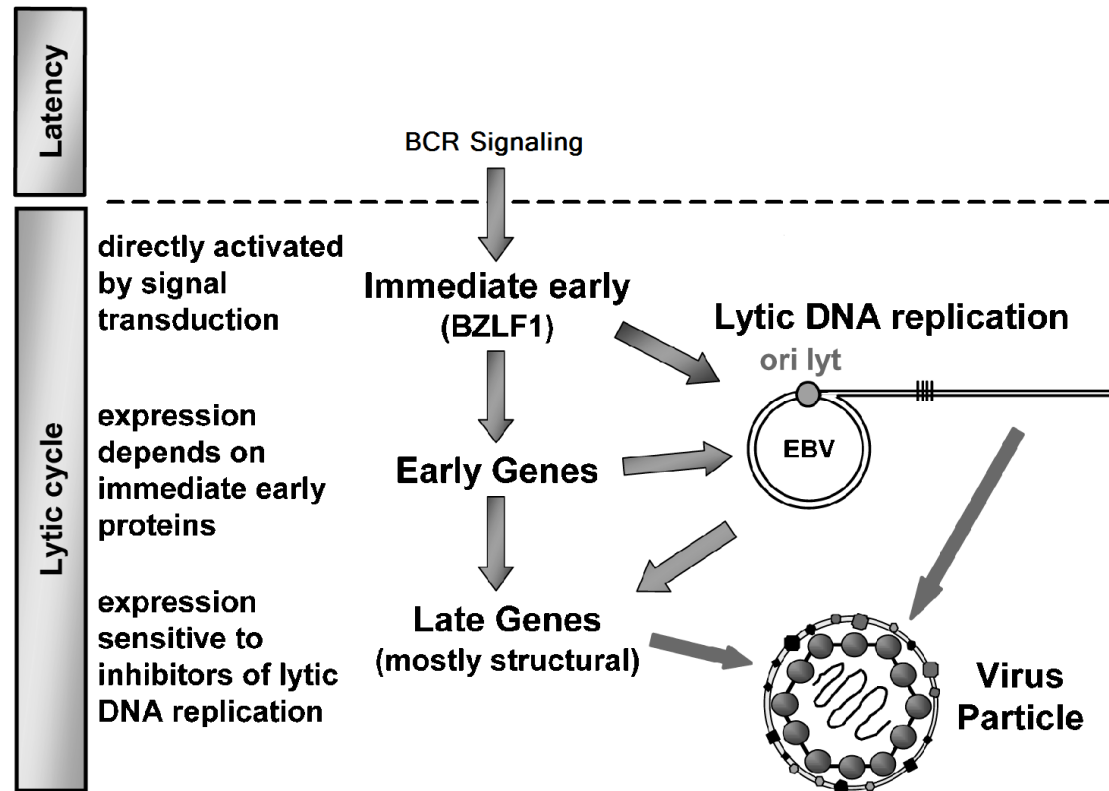 Latency
BCR Signaling
Lytic cycle
directly activated
by signal
transduction
Immediate early
(BZLF1)
Lytic DNA replication
ori lyt
EBV
expression
depends on
immediate early
proteins
Early Genes
expression
sensitive to
inhibitors of lytic
DNA replication
Late Genes
(mostly structural)
Virus
Particle